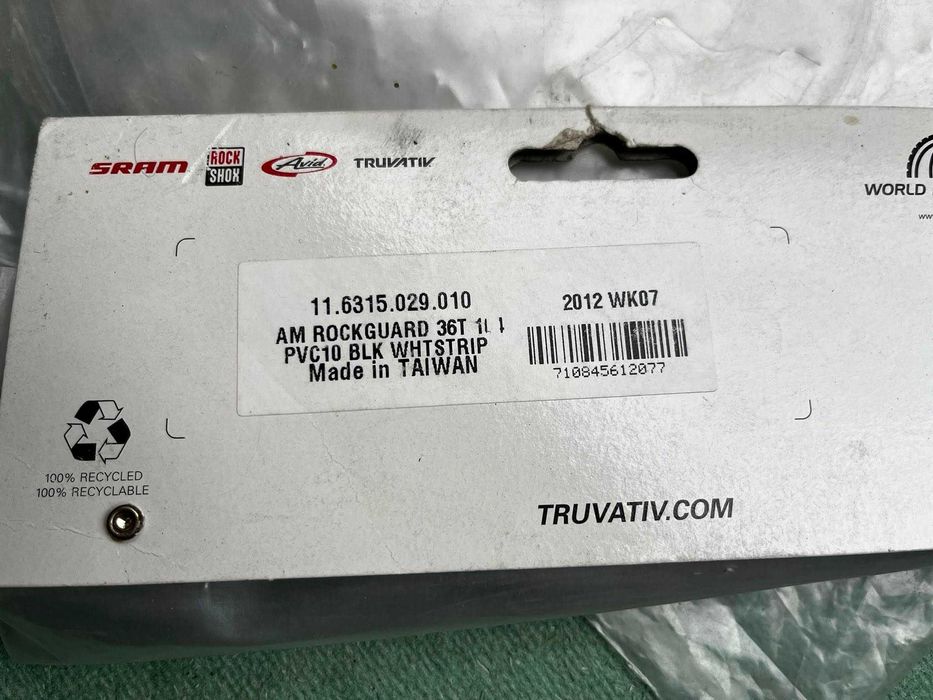 SRAM
ROCK
SHOX
Avid
TRUVATIV
WORLD
www
11.6315.029.010
AM ROCKGUARD 36T
PVC10 BLK WHTSTRIP
Made in TAIWAN
2012 WK07
710845612077
100% RECYCLED
100% RECYCLABLE
TRUVATIV.COM